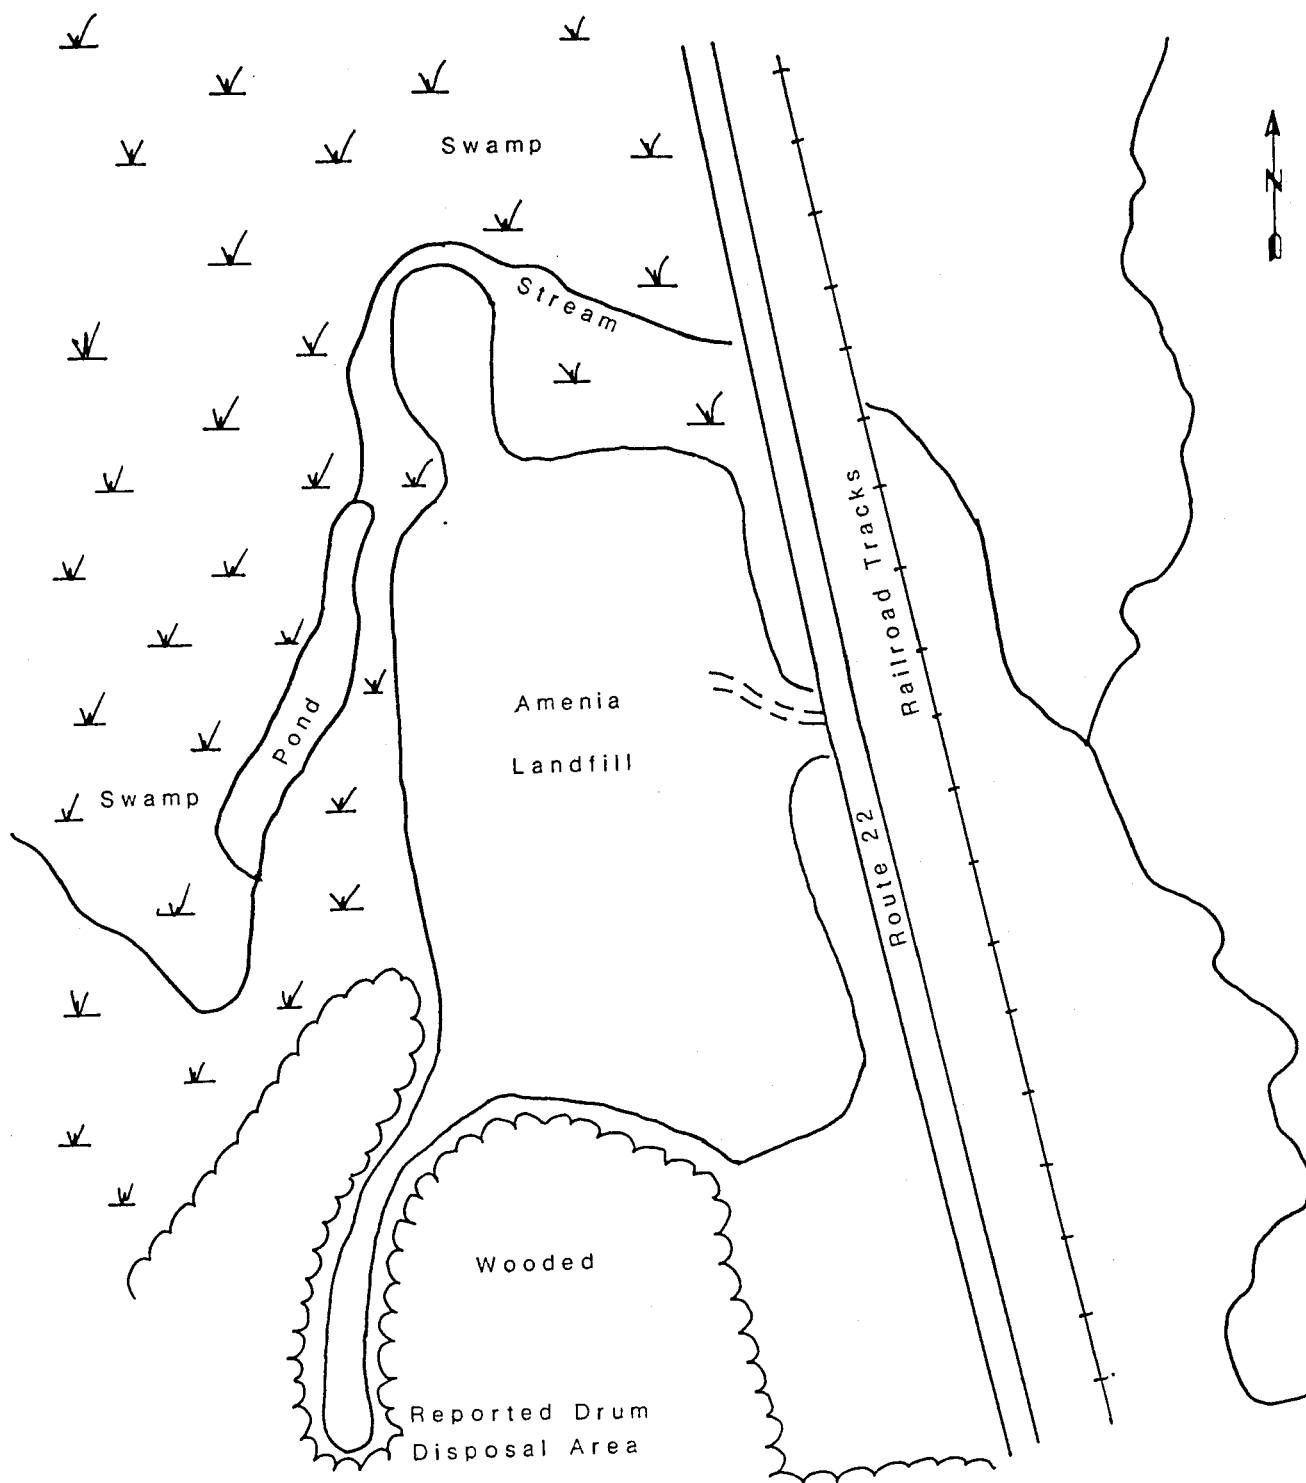 Swamp
N
Stream
Railroad Tracks
Amenia
Landfill
Pond
Swamp
Route 22
Wooded
Reported Drum
Disposal Area